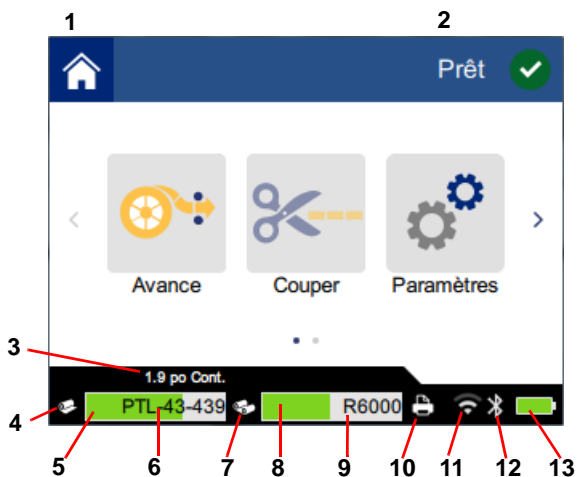 1 2
Prêt
Avance Couper Paramètres
3
1.9 po Cont.
4 PTL-43-439 R6000
5 6 7 8 9 10 11 12 13